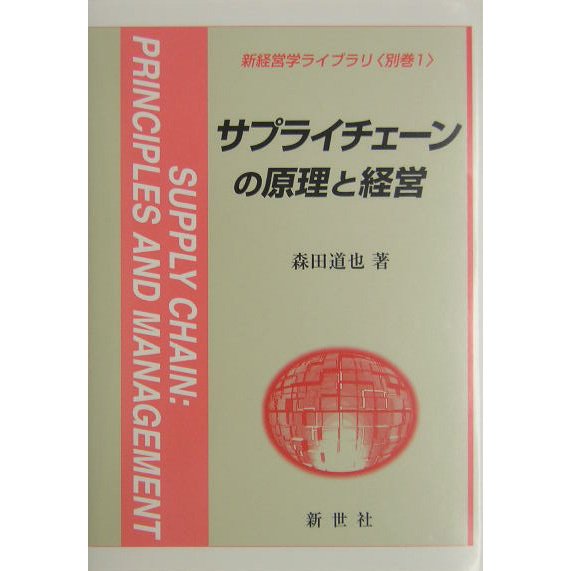 新経営学ライブラリ〈別巻1〉
サプライチェーン
の原理と経営
森田道也 著
新世社
SUPPLY CHAIN:
PRINCIPLES AND MANAGEMENT